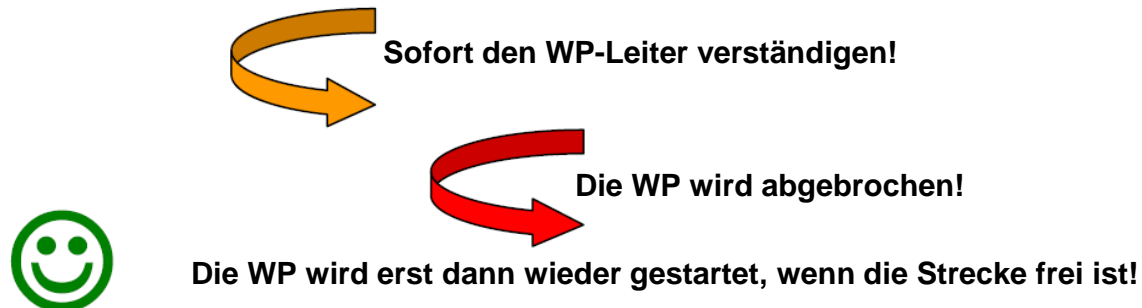 Sofort den WP-Leiter verständigen!
Die WP wird abgebrochen!
Die WP wird erst dann wieder gestartet, wenn die Strecke frei ist!